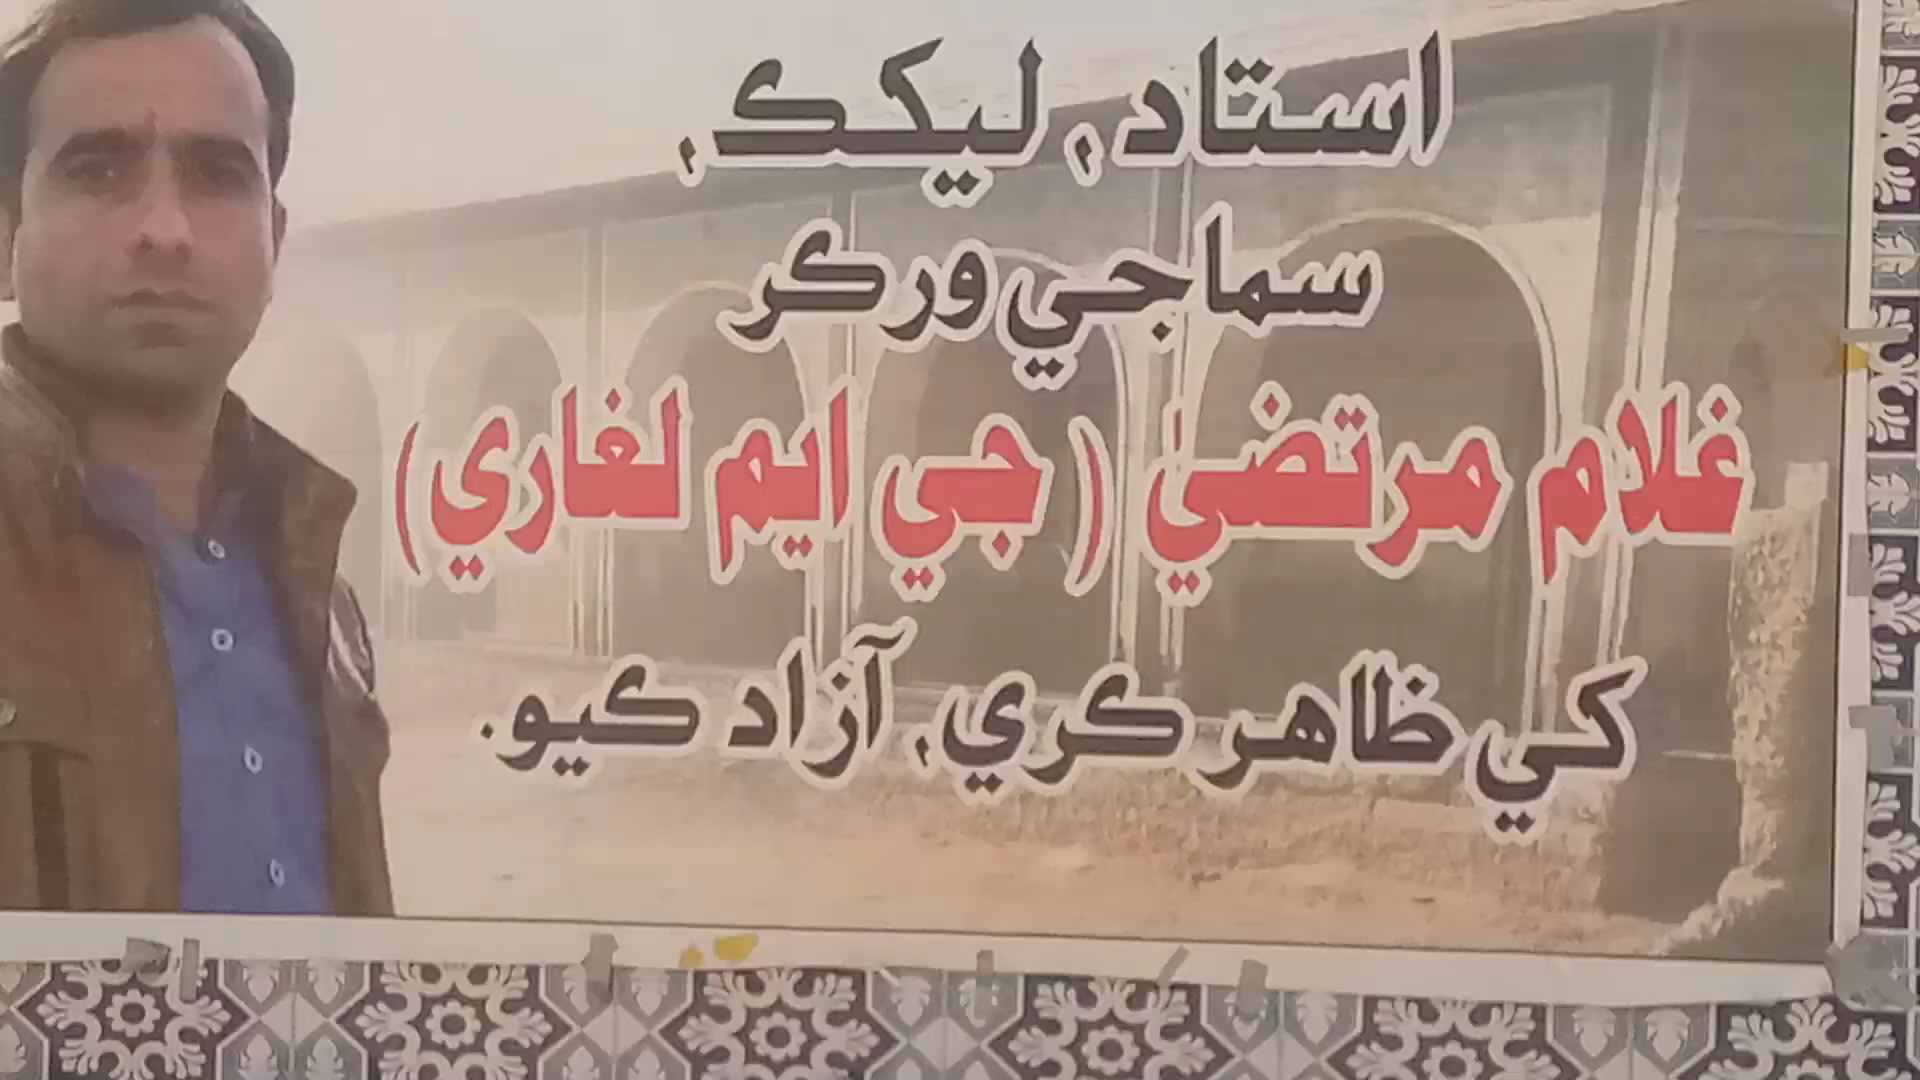 استاد، ليکڪ،
سماجي ورڪر
غلام مرتضيٰ (جي ايم لغاري)
کي ظاهر ڪري، آزاد ڪيو.